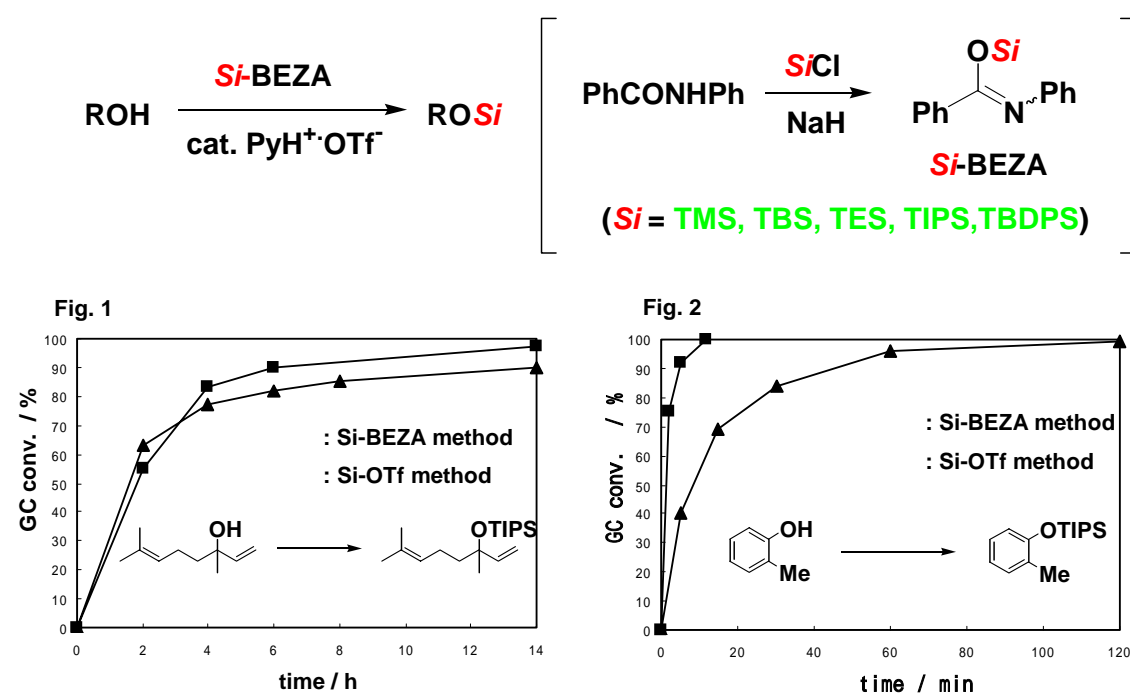 Si-BEZA
ROH
ROSi
cat. PyH+·OTf-
PhCONHPh
SiCl
NaH
OSi
Ph
N
Ph
Si-BEZA
(Si = TMS, TBS, TES, TIPS,TBDPS)
Fig. 1
GC conv. / %
100
90
80
70
60
50
40
30
20
10
0
: Si-BEZA method
: Si-OTf method
OH
OTIPS
0 2 4 6 8 10 12 14
time / h
Fig. 2
GC conv. / %
100
90
80
70
60
50
40
30
20
10
0
: Si-BEZA method
: Si-OTf method
OH
Me
OTIPS
Me
0 20 40 60 80 100 120
time / min